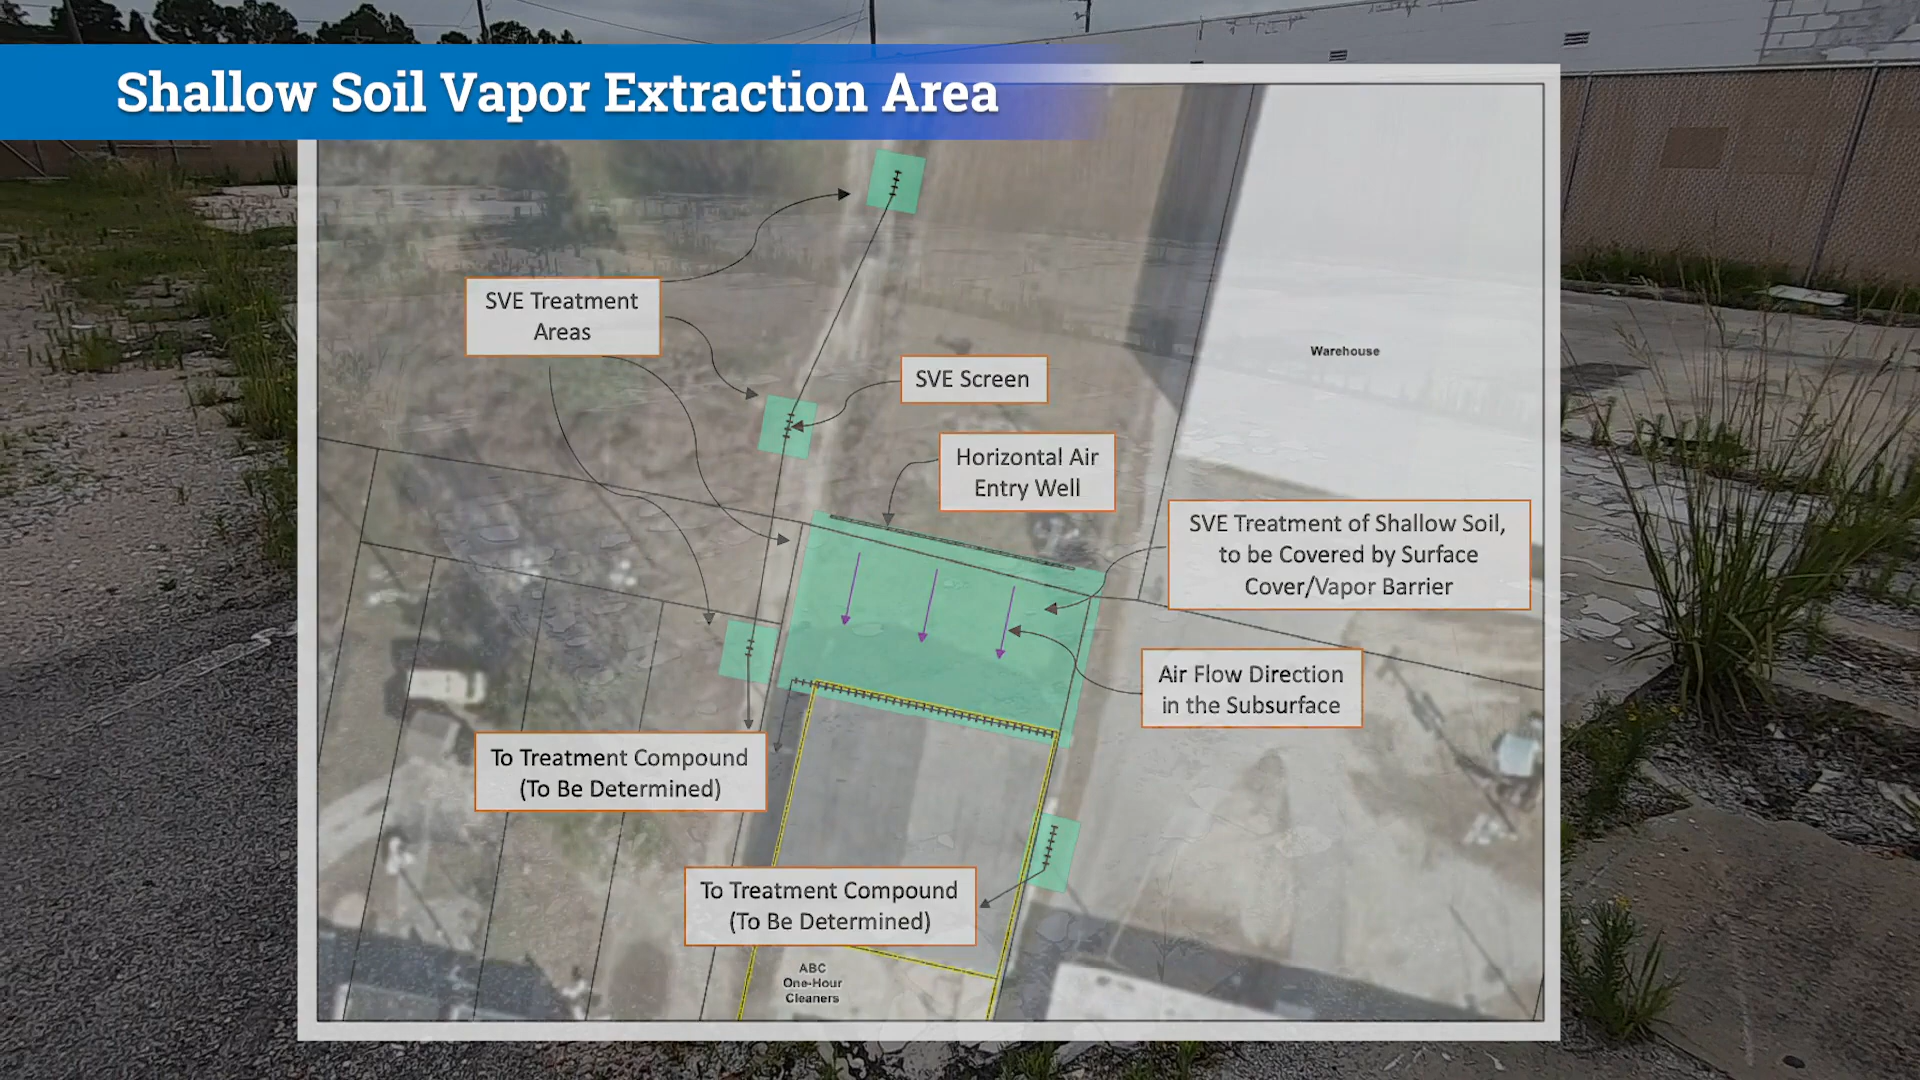 Shallow Soil Vapor Extraction Area
SVE Treatment
Areas
SVE Screen
Warehouse
Horizontal Air
Entry Well
SVE Treatment of Shallow Soil,
to be Covered by Surface
Cover/Vapor Barrier
Air Flow Direction
in the Subsurface
To Treatment Compound
(To Be Determined)
To Treatment Compound
(To Be Determined)
ABC
One-Hour
Cleaners